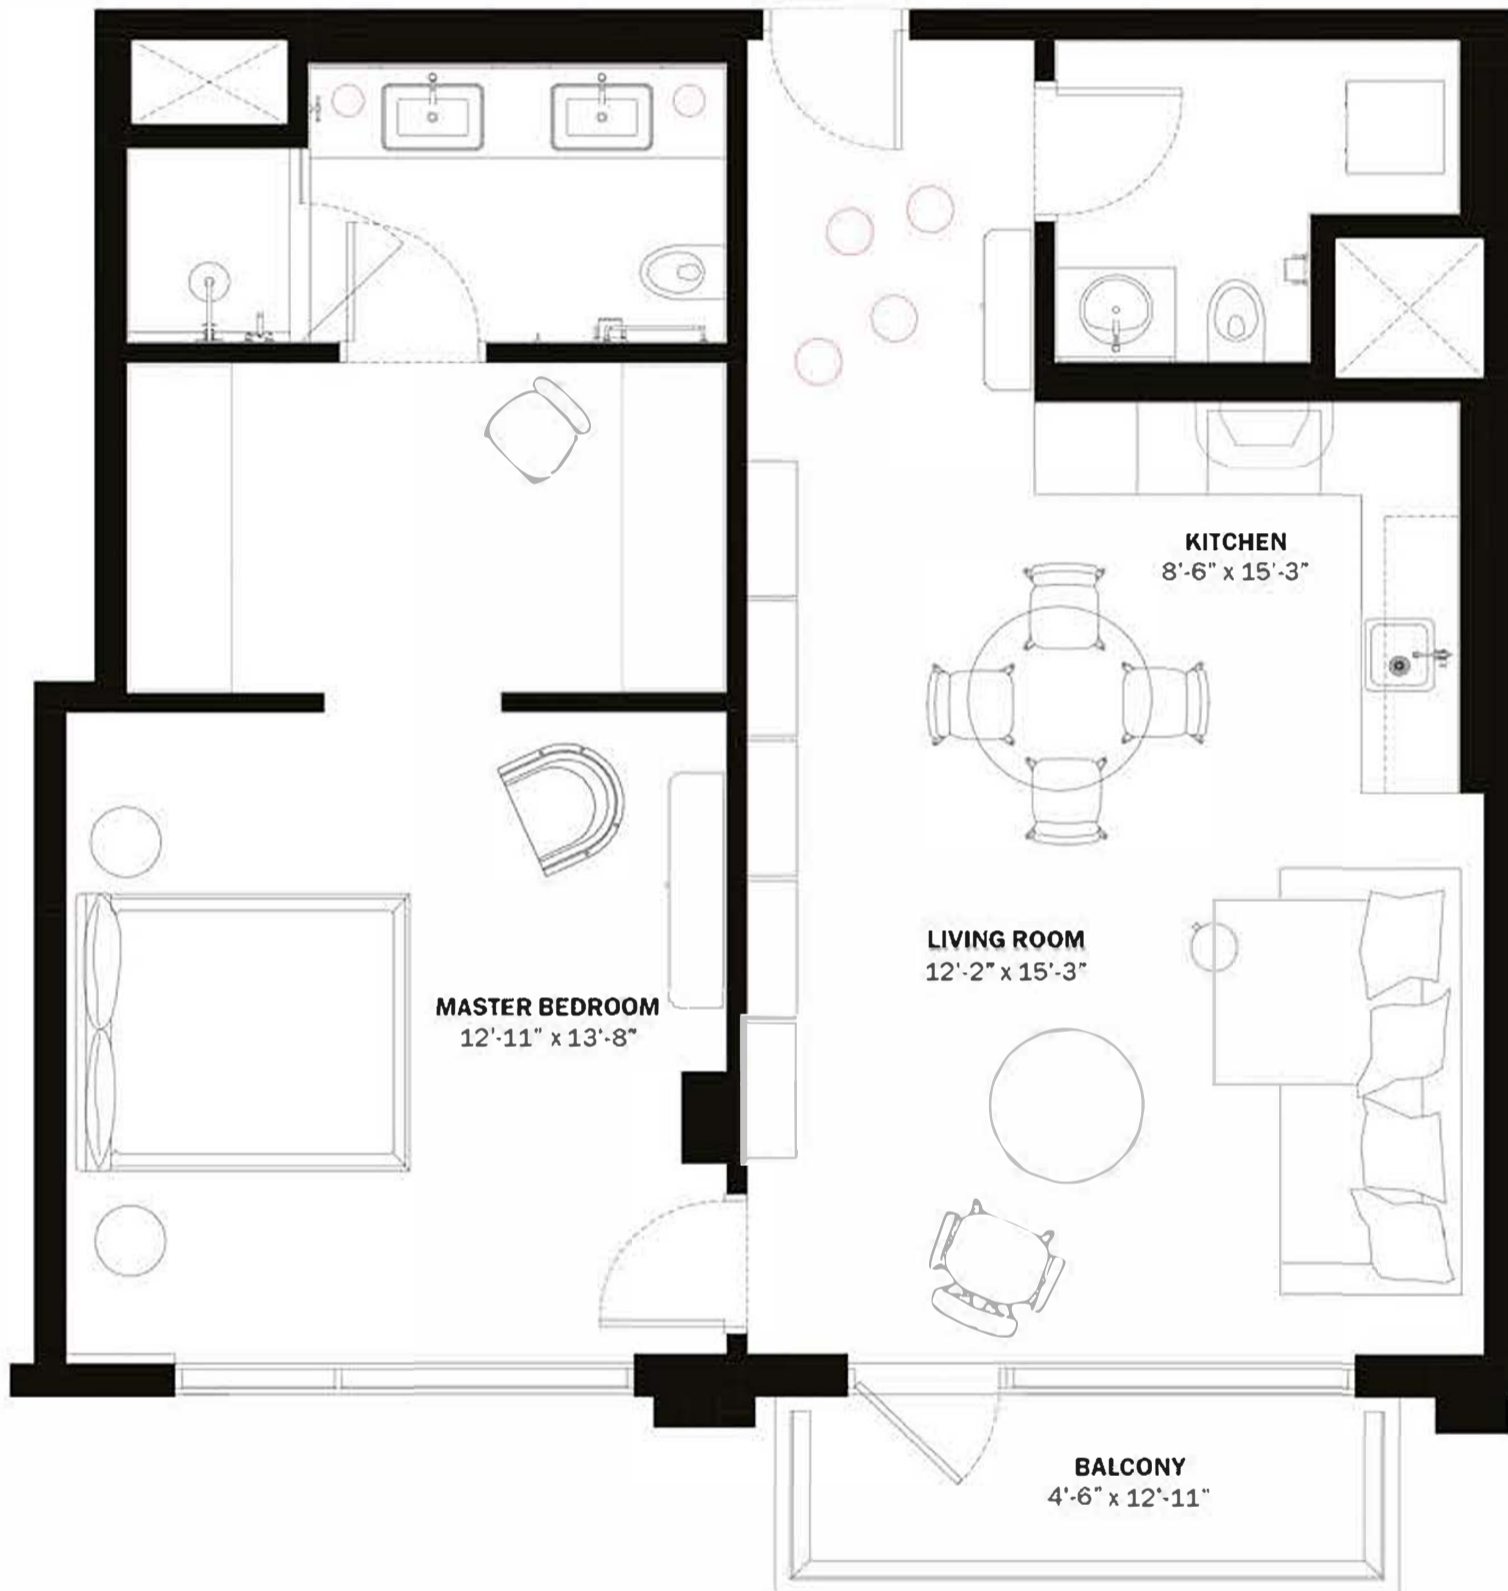 KITCHEN
8'-6" x 15'-3"
LIVING ROOM
12'-2" x 15'-3"
MASTER BEDROOM
12'-11" x 13'-8"
BALCONY
4'-6" x 12'-11"